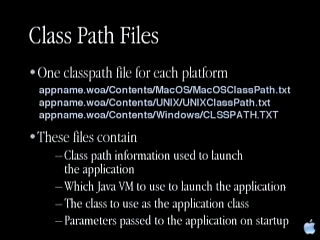 Class Path Files
•One classpath file for each platform
appname.woa/Contents/MacOS/MacOSClassPath.txt
appname.woa/Contents/UNIX/UNIXClassPath.txt
appname.woa/Contents/Windows/CLSSPATH.TXT
•These files contain
–Class path information used to launch
the application
–Which Java VM to use to launch the application
–The class to use as the application class
–Parameters passed to the application on startup